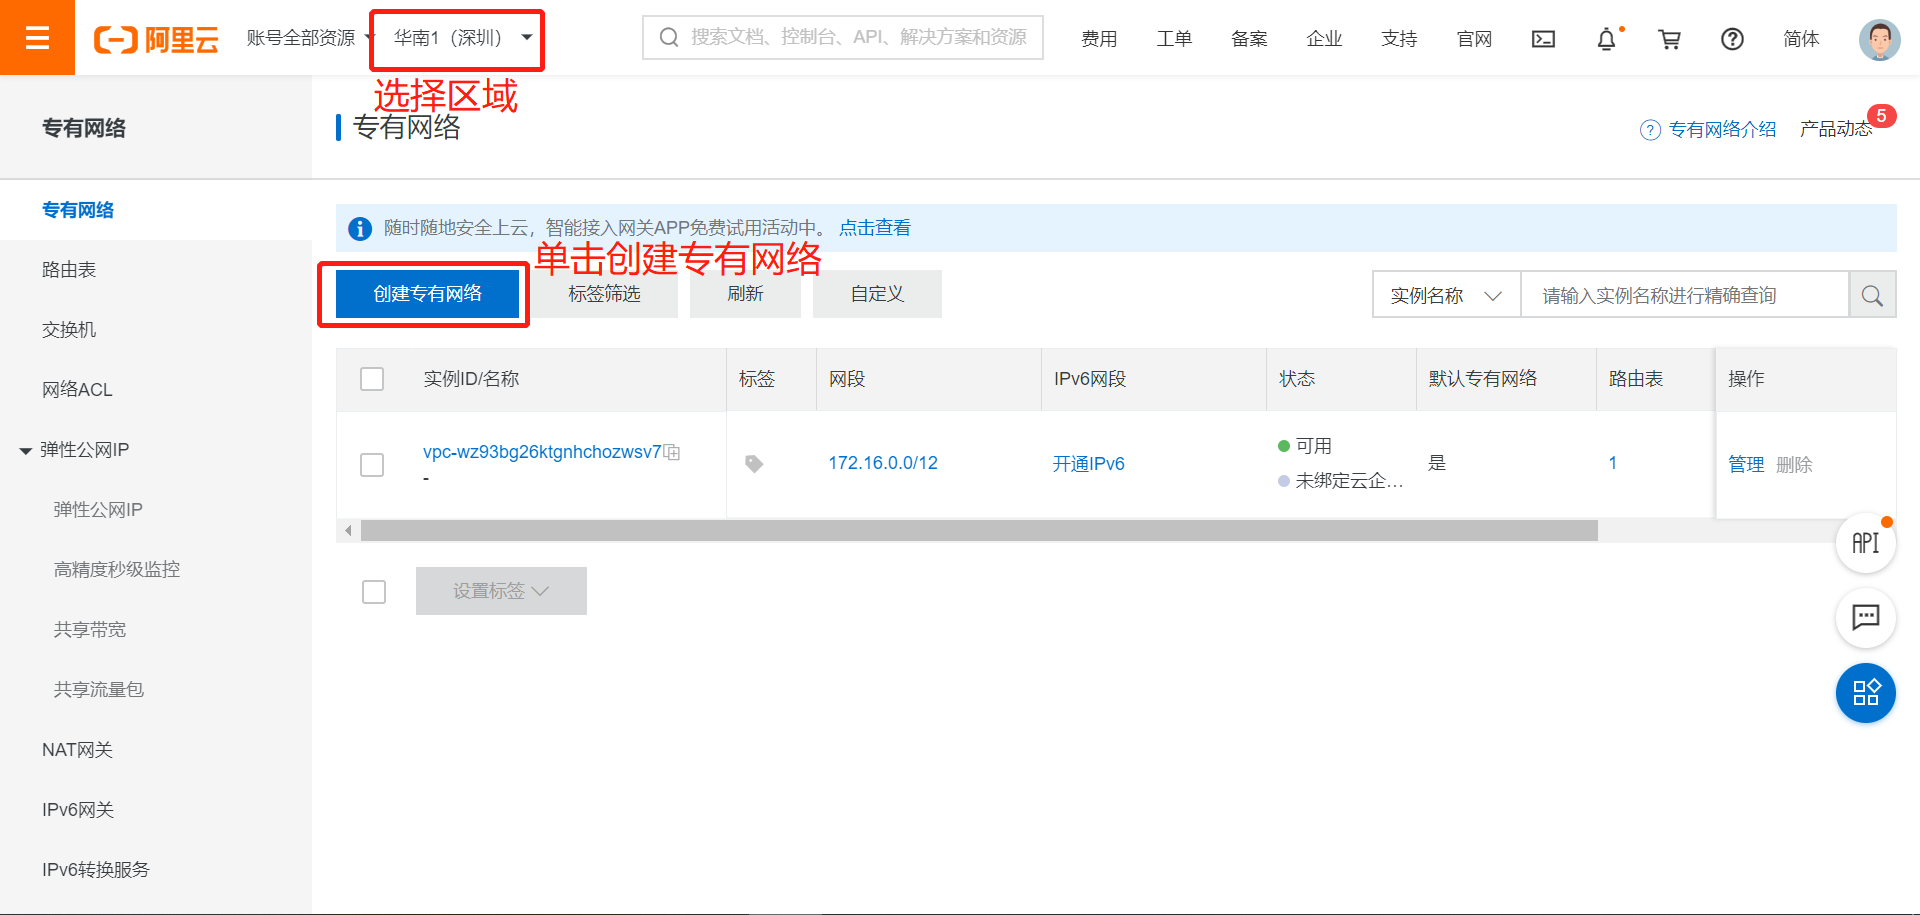 阿里云 账号全部资源 华南1（深圳） 搜索文档、控制台、API、解决方案和资源 费用 工单 备案 企业 支持 官网 简体
选择区域
专有网络
专有网络
专有网络介绍 产品动态 5
专有网络
路由表
交换机
网络ACL
弹性公网IP
弹性公网IP
高精度秒级监控
共享带宽
共享流量包
NAT网关
IPv6网关
IPv6转换服务
随时随地安全上云，智能接入网关APP免费试用活动中。 点击查看
单击创建专有网络
创建专有网络 标签筛选 刷新 自定义 实例名称 请输入实例名称进行精确查询
实例ID/名称 标签 网段 IPv6网段 状态 默认专有网络 路由表 操作
vpc-wz93bg26ktgnhchozwsv7
-
172.16.0.0/12 开通IPv6
可用
未绑定云企...
是 1 管理 删除
设置标签
API